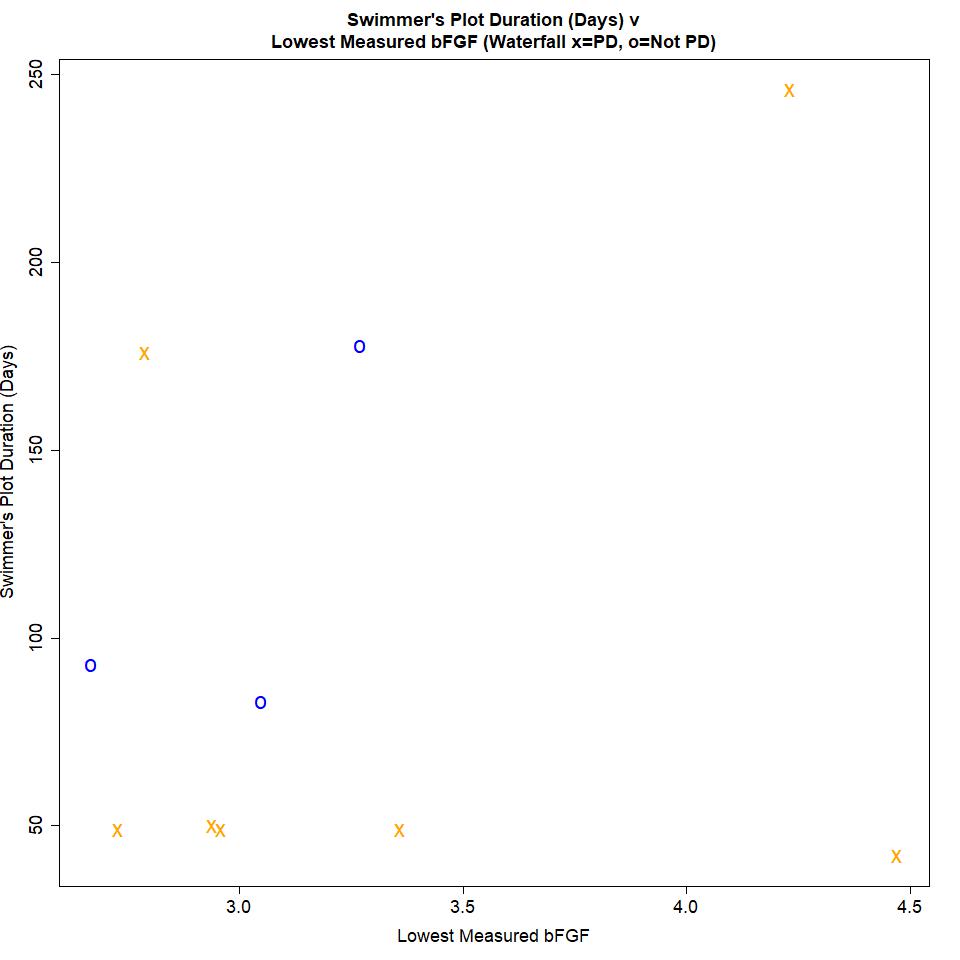 Swimmer's Plot Duration (Days) v
Lowest Measured bFGF (Waterfall x=PD, o=Not PD)
Swimmer's Plot Duration (Days)
250
200
150
100
50
X
X
O
O
O
X
X
X
X
X
3.0
3.5
4.0
4.5
Lowest Measured bFGF